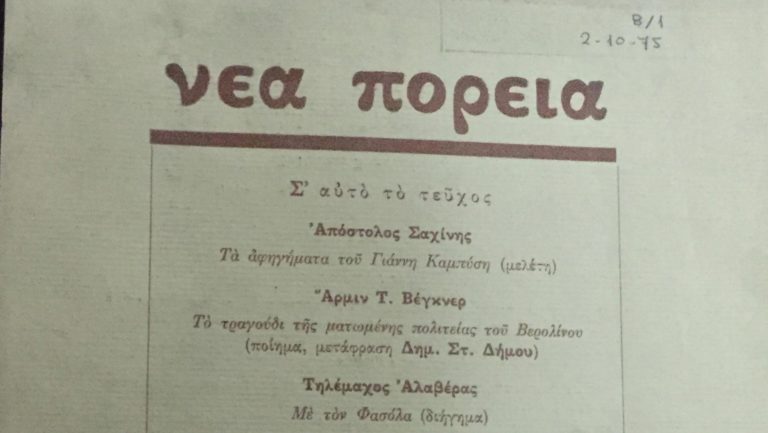 Β/1
2-10-75
νεα πορεια
Σ' αὐτὸ τὸ τεῦχος
Ἀπόστολος Σαχίνης
Τὰ ἀφηγήματα τοῦ Γιάννη Καμπύση (μελέτη)
Ἄρμιν Τ. Βέγκνερ
Τὸ τραγούδι τῆς ματωμένης πολιτείας τοῦ Βερολίνου
(ποίημα, μετάφραση Δημ. Στ. Δήμου)
Τηλέμαχος Ἀλαβέρας
Μὲ τὸν Φασόλα (διήγημα)